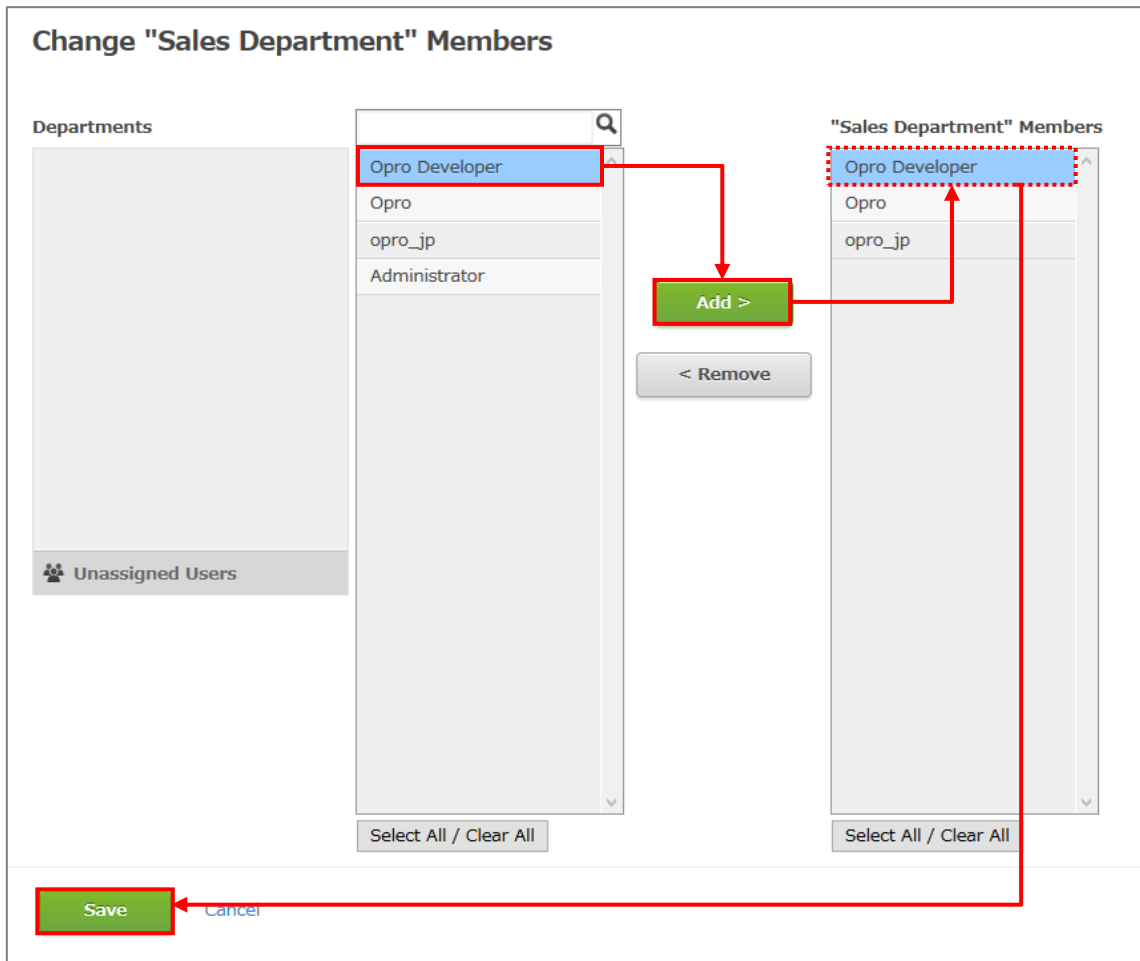 Change "Sales Department" Members
Departments
Unassigned Users
Opro Developer
Opro
opro_jp
Administrator
Select All / Clear All
Add >
< Remove
"Sales Department" Members
Opro Developer
Opro
opro_jp
Select All / Clear All
Save
Cancel